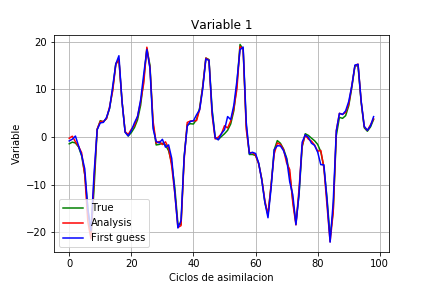 Variable 1
20
10
0
−10
−20
Variable
True
Analysis
First guess
0
20
40
60
80
100
Ciclos de asimilacion